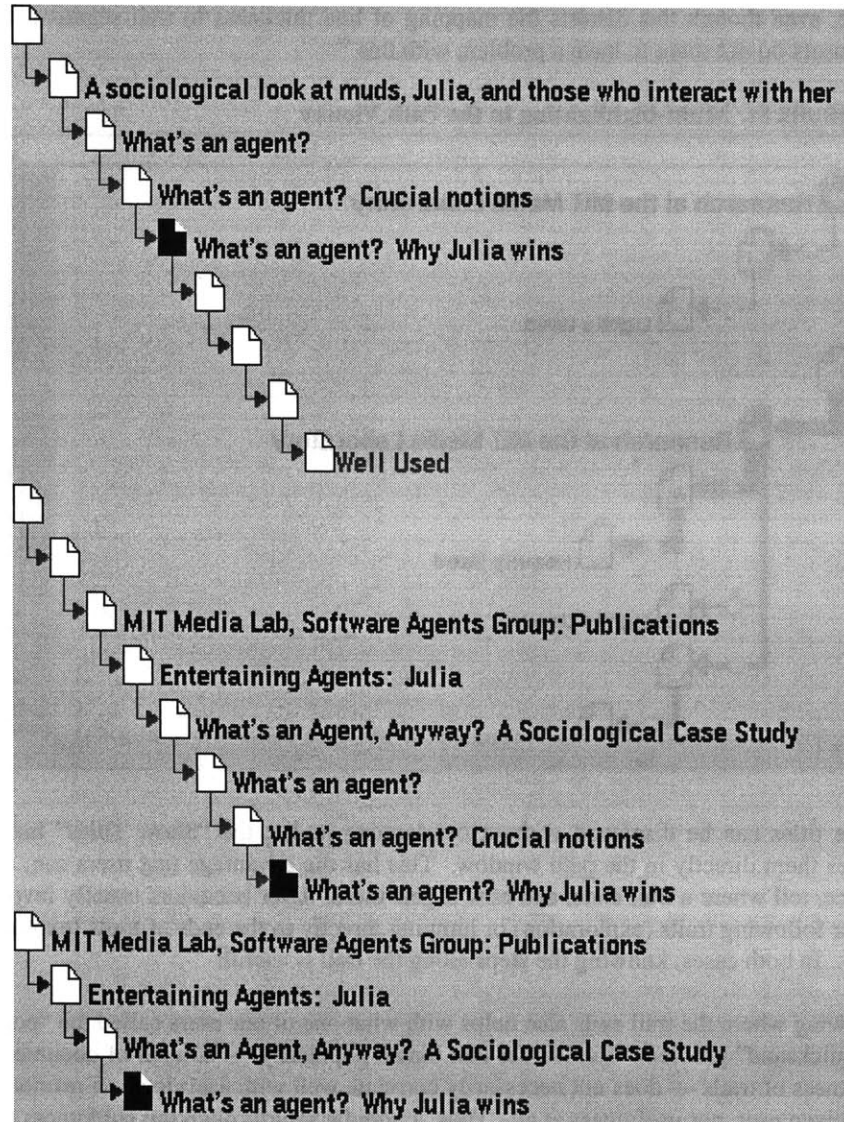 A sociological look at muds, Julia, and those who interact with her
What's an agent?
What's an agent?  Crucial notions
What's an agent?  Why Julia wins
Well Used
MIT Media Lab, Software Agents Group: Publications
Entertaining Agents:  Julia
What's an Agent, Anyway?  A Sociological Case Study
What's an agent?
What's an agent?  Crucial notions
What's an agent?  Why Julia wins
MIT Media Lab, Software Agents Group: Publications
Entertaining Agents:  Julia
What's an Agent, Anyway?  A Sociological Case Study
What's an agent?  Why Julia wins